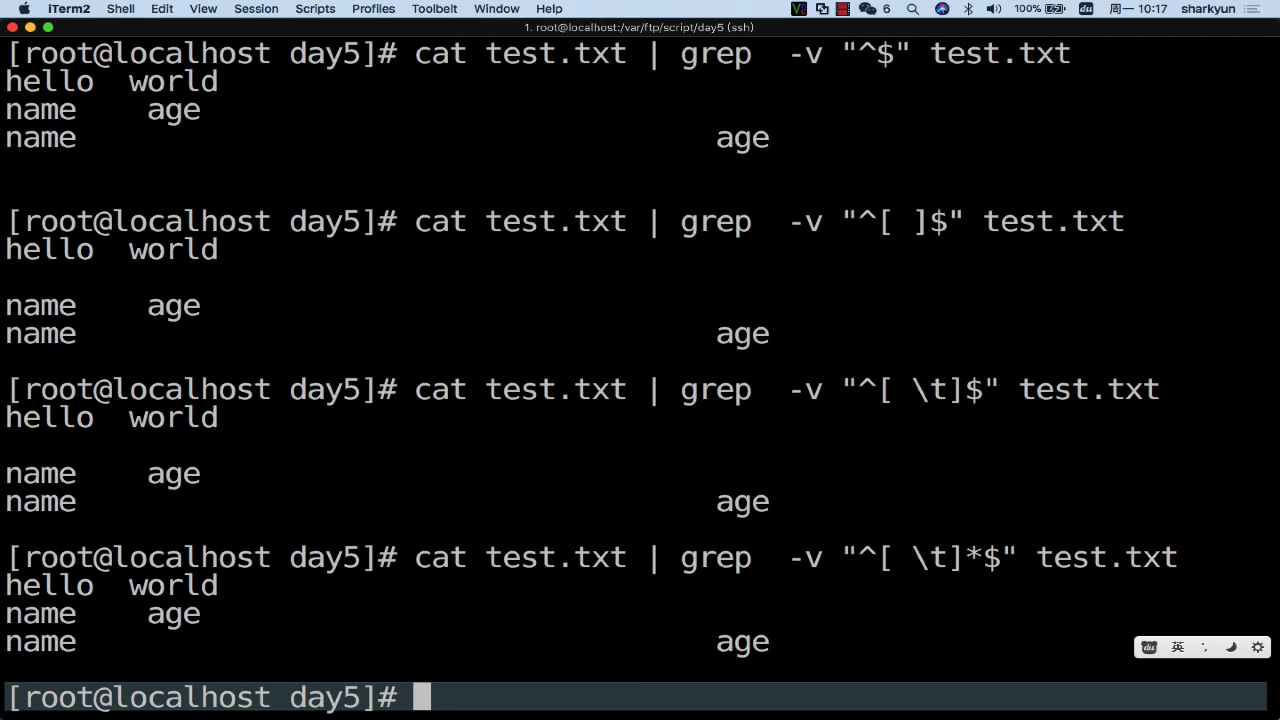 iTerm2 Shell Edit View Session Scripts Profiles Toolbelt Window Help 6 100% du 周一 10:17 sharkyun
1. root@localhost:/var/ftp/script/day5 (ssh)
[root@localhost day5]# cat test.txt | grep  -v "^$" test.txt
hello  world
name    age
name                                    age
[root@localhost day5]# cat test.txt | grep  -v "^[ ]$" test.txt
hello  world
name    age
name                                    age
[root@localhost day5]# cat test.txt | grep  -v "^[ \t]$" test.txt
hello  world
name    age
name                                    age
[root@localhost day5]# cat test.txt | grep  -v "^[ \t]*$" test.txt
hello  world
name    age
name                                    age
du 英
[root@localhost day5]#